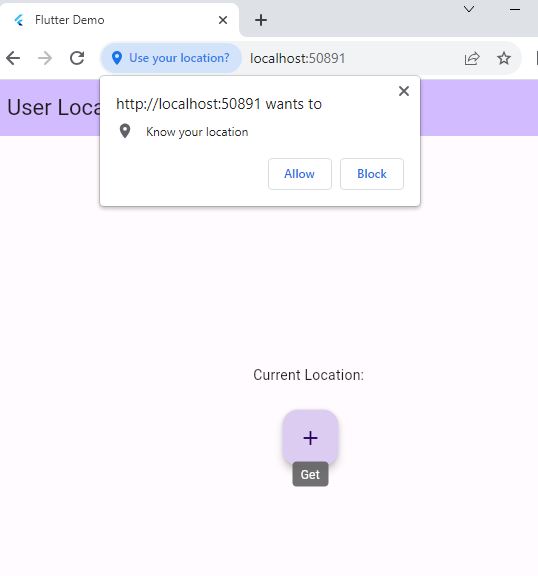 Flutter Demo
Use your location?
localhost:50891
User Loca
http://localhost:50891 wants to
Know your location
Allow
Block
Current Location:
Get